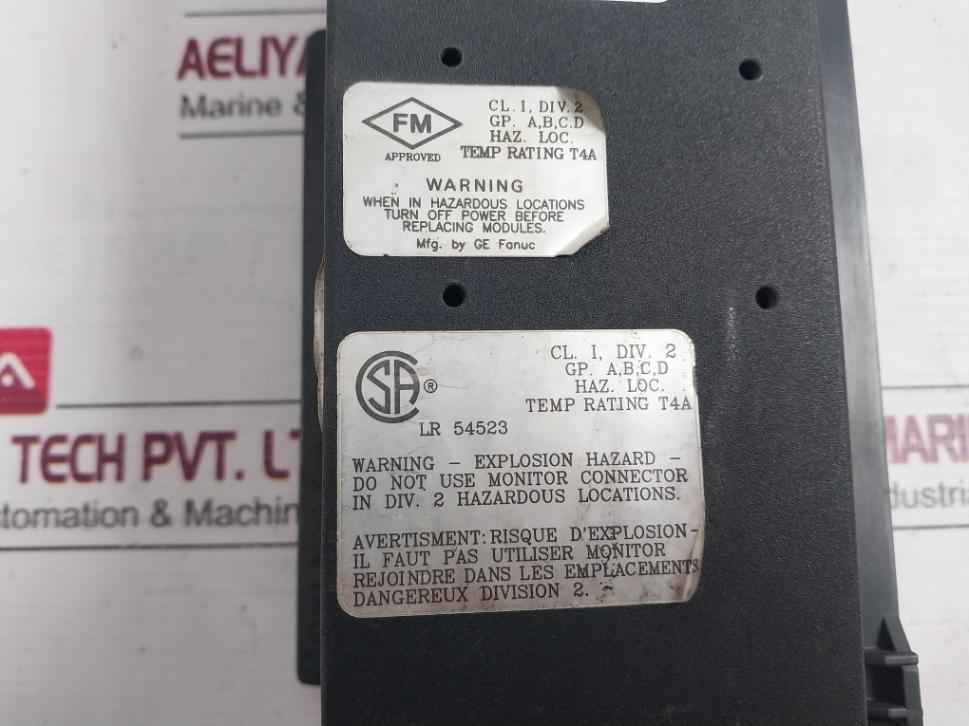 AELIYA
Marine &
FM
APPROVED
CL. I, DIV. 2
GP. A,B,C,D
HAZ. LOC.
TEMP RATING T4A
WARNING
WHEN IN HAZARDOUS LOCATIONS
TURN OFF POWER BEFORE
REPLACING MODULES.
Mfg. by GE Fanuc
CSA ®
LR 54523
CL. I, DIV. 2
GP. A,B,C,D
HAZ. LOC.
TEMP RATING T4A
WARNING - EXPLOSION HAZARD -
DO NOT USE MONITOR CONNECTOR
IN DIV. 2 HAZARDOUS LOCATIONS.
AVERTISMENT: RISQUE D'EXPLOSION-
IL FAUT PAS UTILISER MONITOR
REJOINDRE DANS LES EMPLACEMENTS
DANGEREUX DIVISION 2.
A
TECH PVT. L
tomation & Machin
MARI
dustri